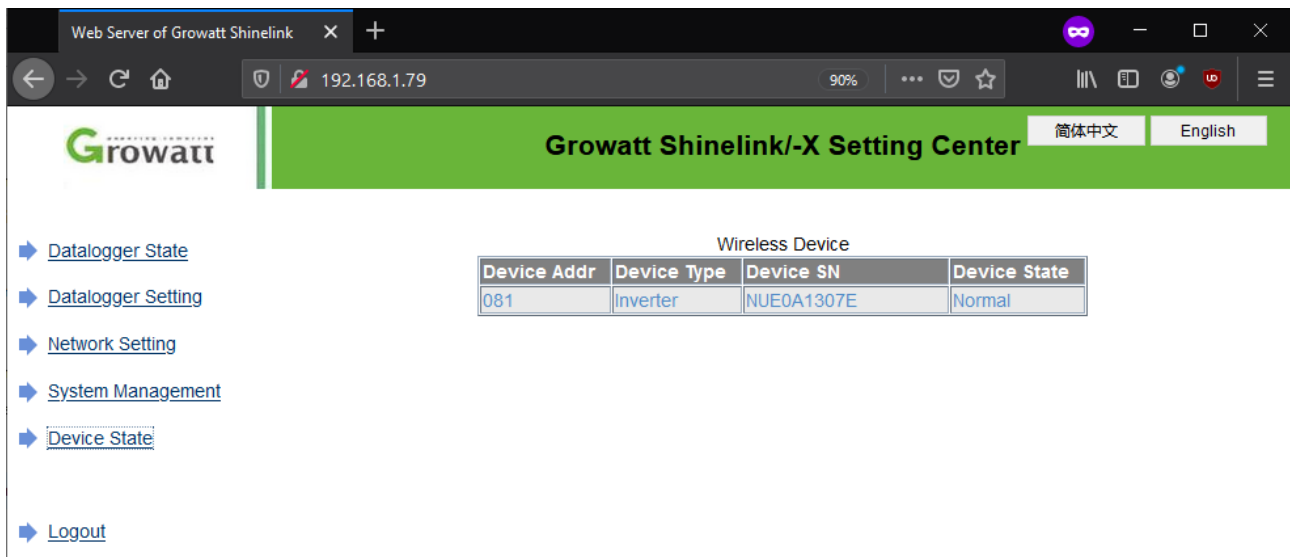 Web Server of Growatt Shinelink
192.168.1.79
90%
Growatt
Growatt Shinelink/-X Setting Center
简体中文
English
Datalogger State
Datalogger Setting
Network Setting
System Management
Device State
Logout
Wireless Device
Device Addr Device Type Device SN Device State
081 Inverter NUE0A1307E Normal